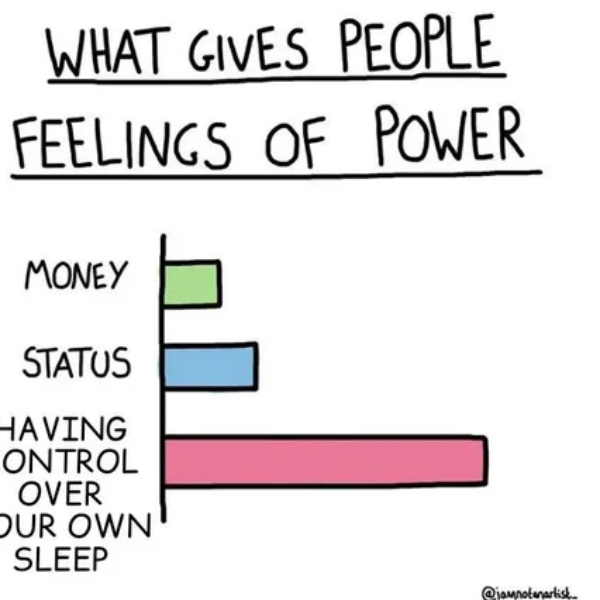 WHAT GIVES PEOPLE
FEELINGS OF POWER
MONEY
STATUS
HAVING
ONTROL
OVER
OUR OWN
SLEEP
@iamnotanartist_